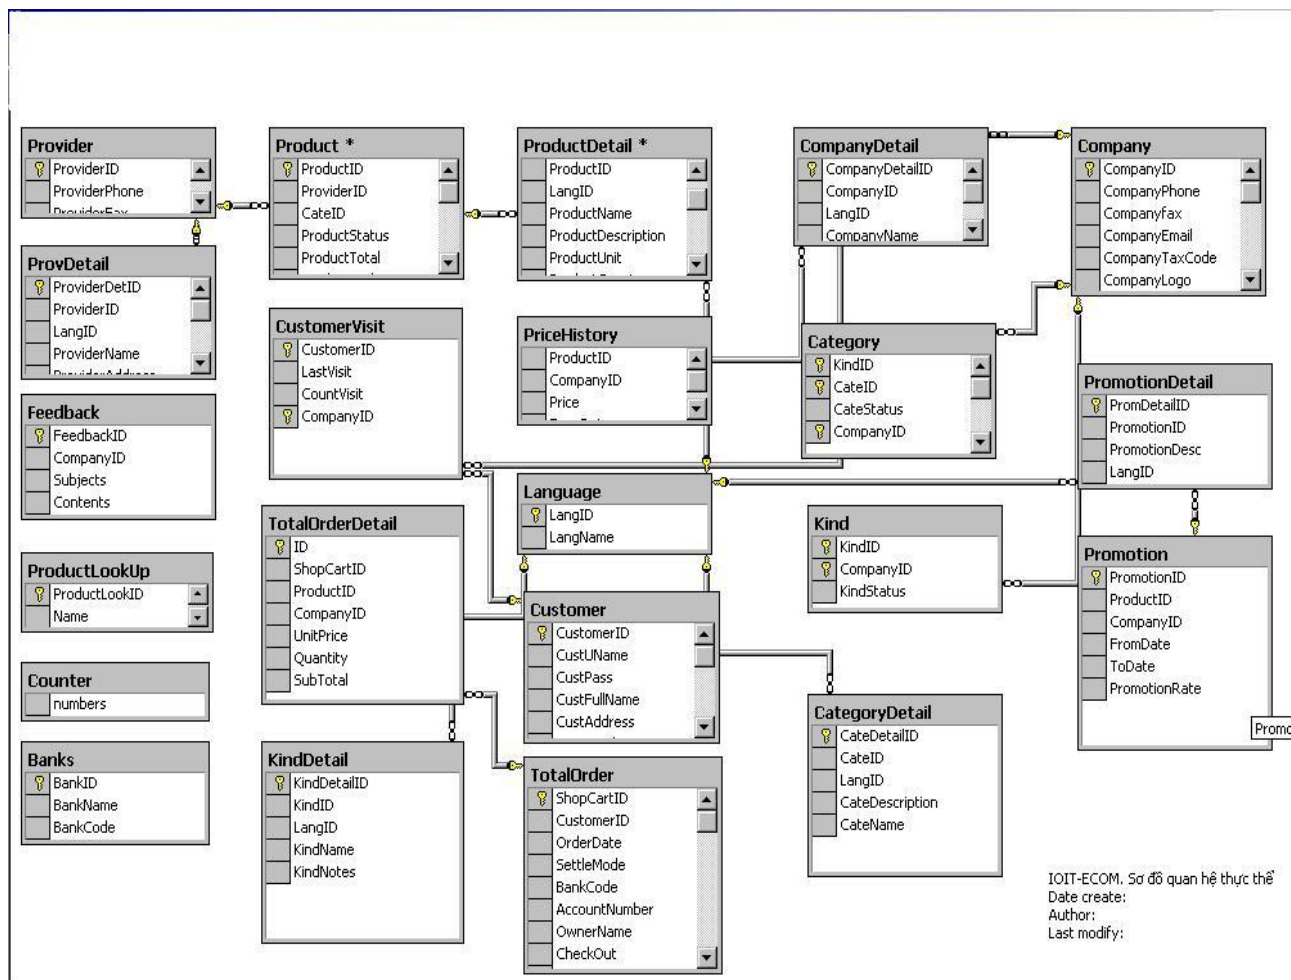 Provider
ProviderID
ProviderPhone
ProviderFax
Product *
ProductID
ProviderID
CateID
ProductStatus
ProductTotal
ProductDetail *
ProductID
LangID
ProductName
ProductDescription
ProductUnit
CompanyDetail
CompanyDetailID
CompanyID
LangID
CompanyName
Company
CompanyID
CompanyPhone
Companyfax
CompanyEmail
CompanyTaxCode
CompanyLogo
ProvDetail
ProviderDetID
ProviderID
LangID
ProviderName
ProviderAddress
CustomerVisit
CustomerID
LastVisit
CountVisit
CompanyID
PriceHistory
ProductID
CompanyID
Price
Category
KindID
CateID
CateStatus
CompanyID
PromotionDetail
PromDetailID
PromotionID
PromotionDesc
LangID
Feedback
FeedbackID
CompanyID
Subjects
Contents
Language
LangID
LangName
TotalOrderDetail
ID
ShopCartID
ProductID
CompanyID
UnitPrice
Quantity
SubTotal
Kind
KindID
CompanyID
KindStatus
Promotion
PromotionID
ProductID
CompanyID
FromDate
ToDate
PromotionRate
Promo
ProductLookUp
ProductLookID
Name
Customer
CustomerID
CustUName
CustPass
CustFullName
CustAddress
Counter
numbers
CategoryDetail
CateDetailID
CateID
LangID
CateDescription
CateName
Banks
BankID
BankName
BankCode
KindDetail
KindDetailID
KindID
LangID
KindName
KindNotes
TotalOrder
ShopCartID
CustomerID
OrderDate
SettleMode
BankCode
AccountNumber
OwnerName
CheckOut
IOIT-ECOM. Sơ đồ quan hệ thực thể
Date create:
Author:
Last modify: